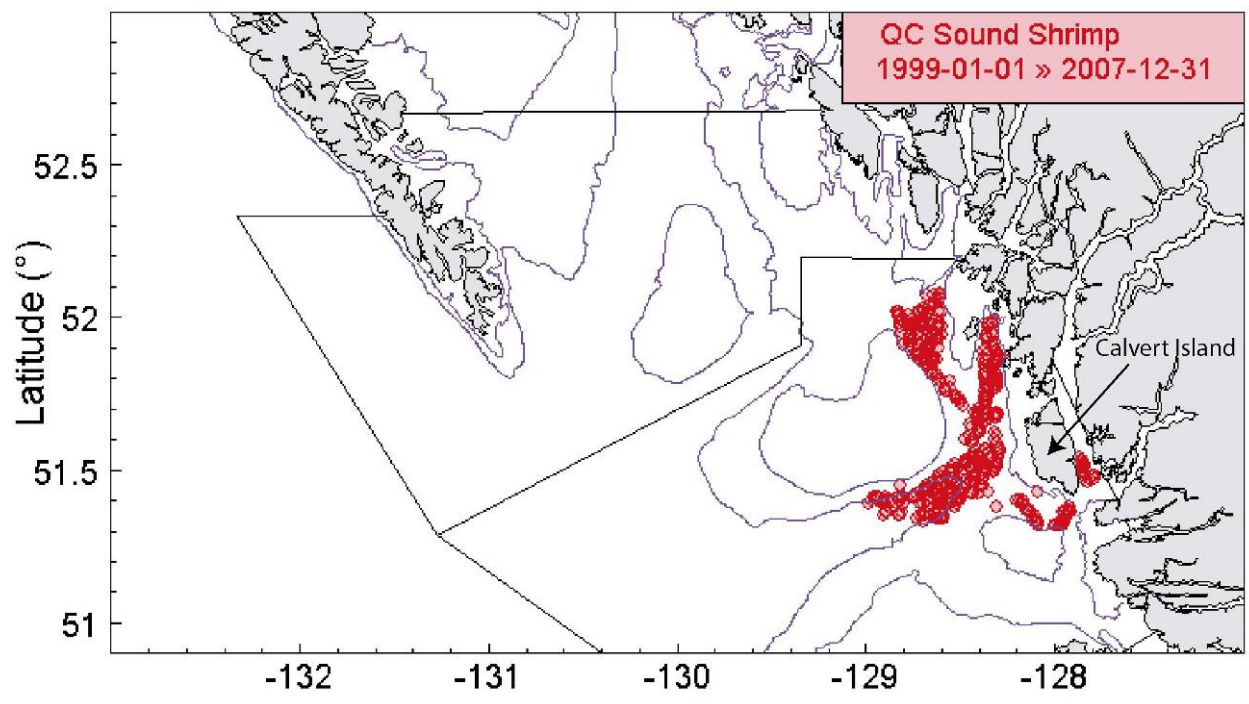 QC Sound Shrimp
1999-01-01 » 2007-12-31
52.5
52
Calvert Island
51.5
51
Latitude (°)
-132 -131 -130 -129 -128